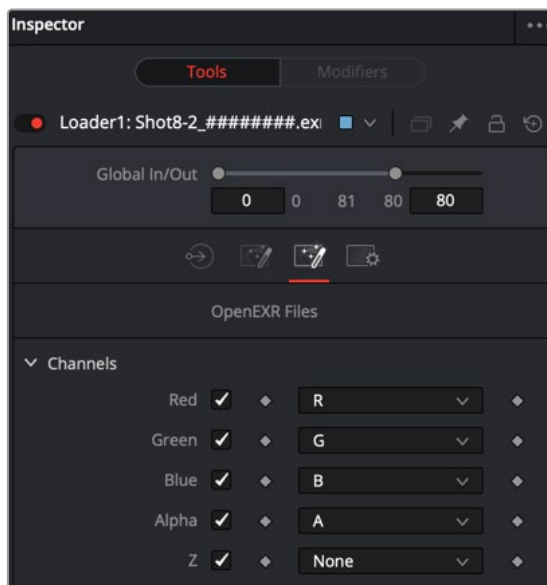 Inspector
Tools Modifiers
Loader1: Shot8-2_########.ex
Global In/Out
0 0 81 80 80
OpenEXR Files
Channels
Red R
Green G
Blue B
Alpha A
Z None